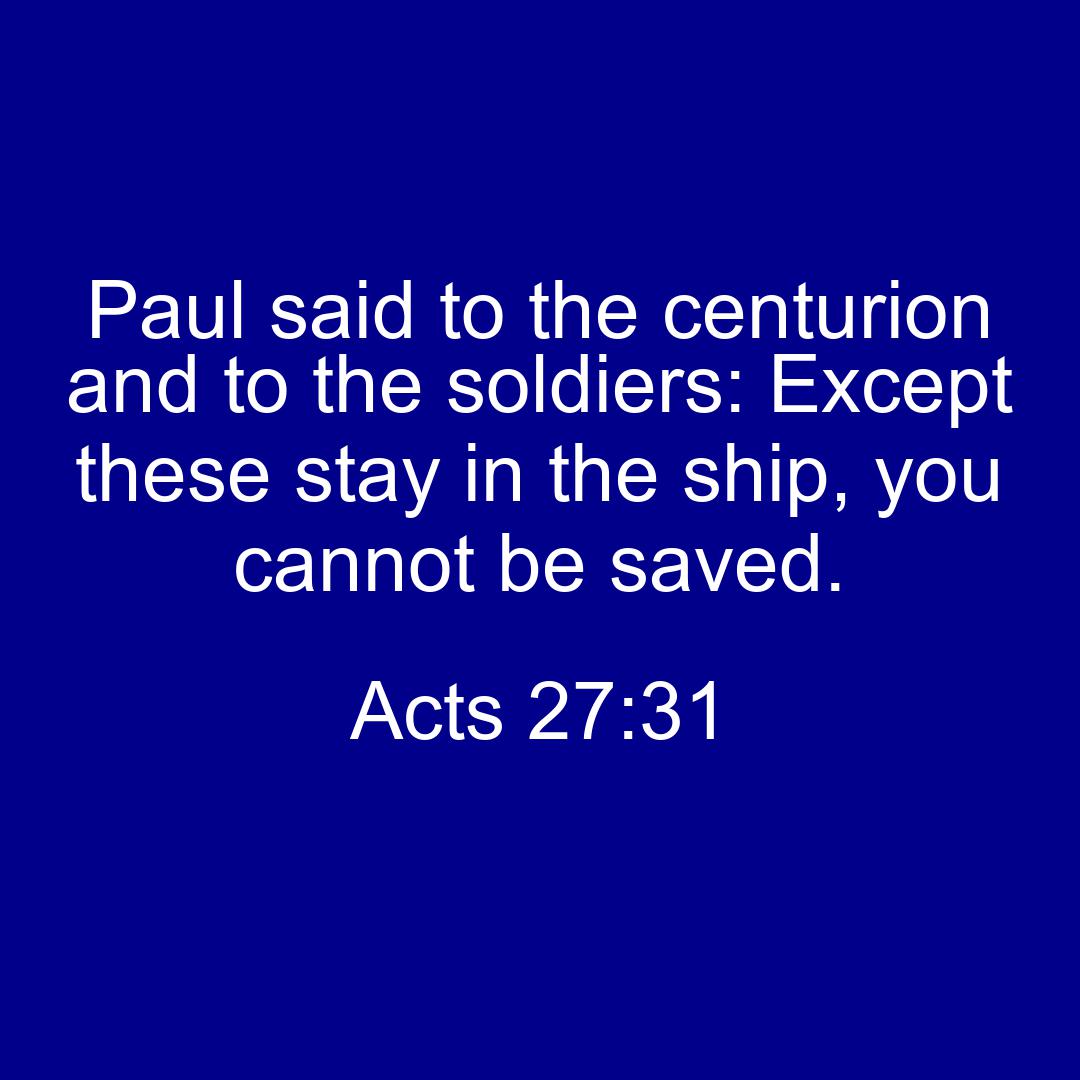 Paul said to the centurion
and to the soldiers: Except
these stay in the ship, you
cannot be saved.
Acts 27:31